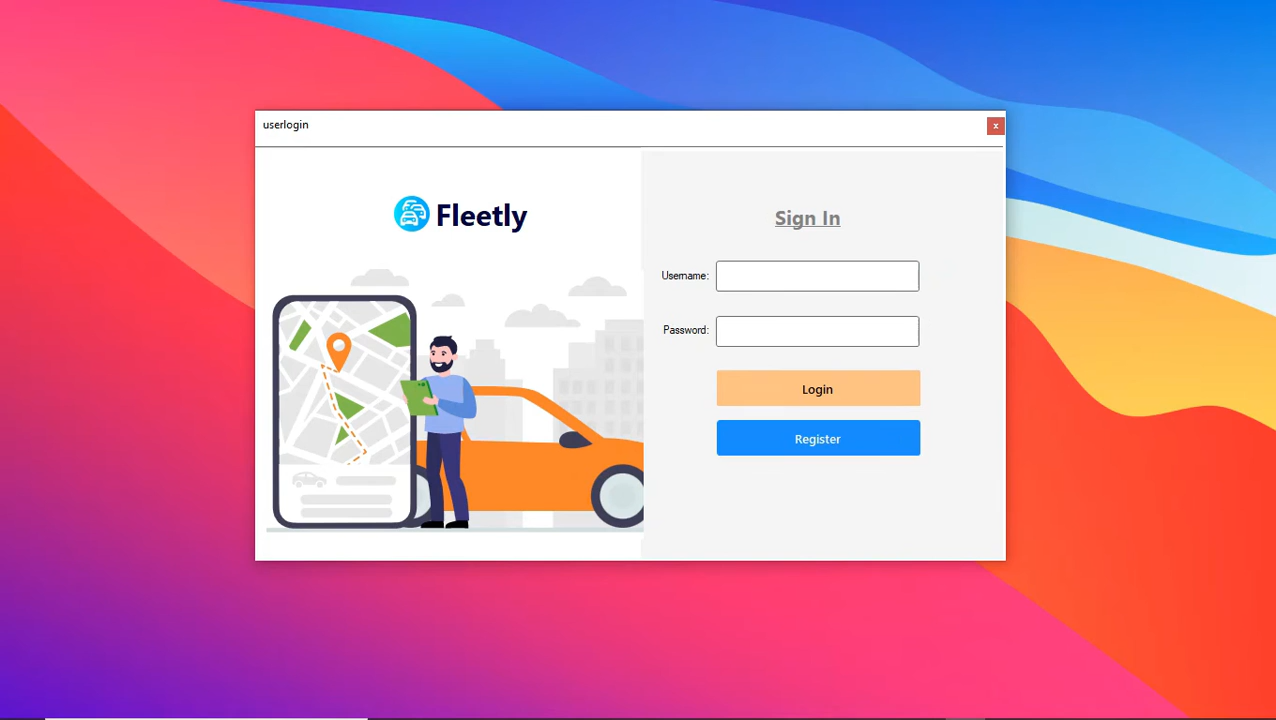 userlogin
x
Fleetly
Sign In
Username:
Password:
Login
Register